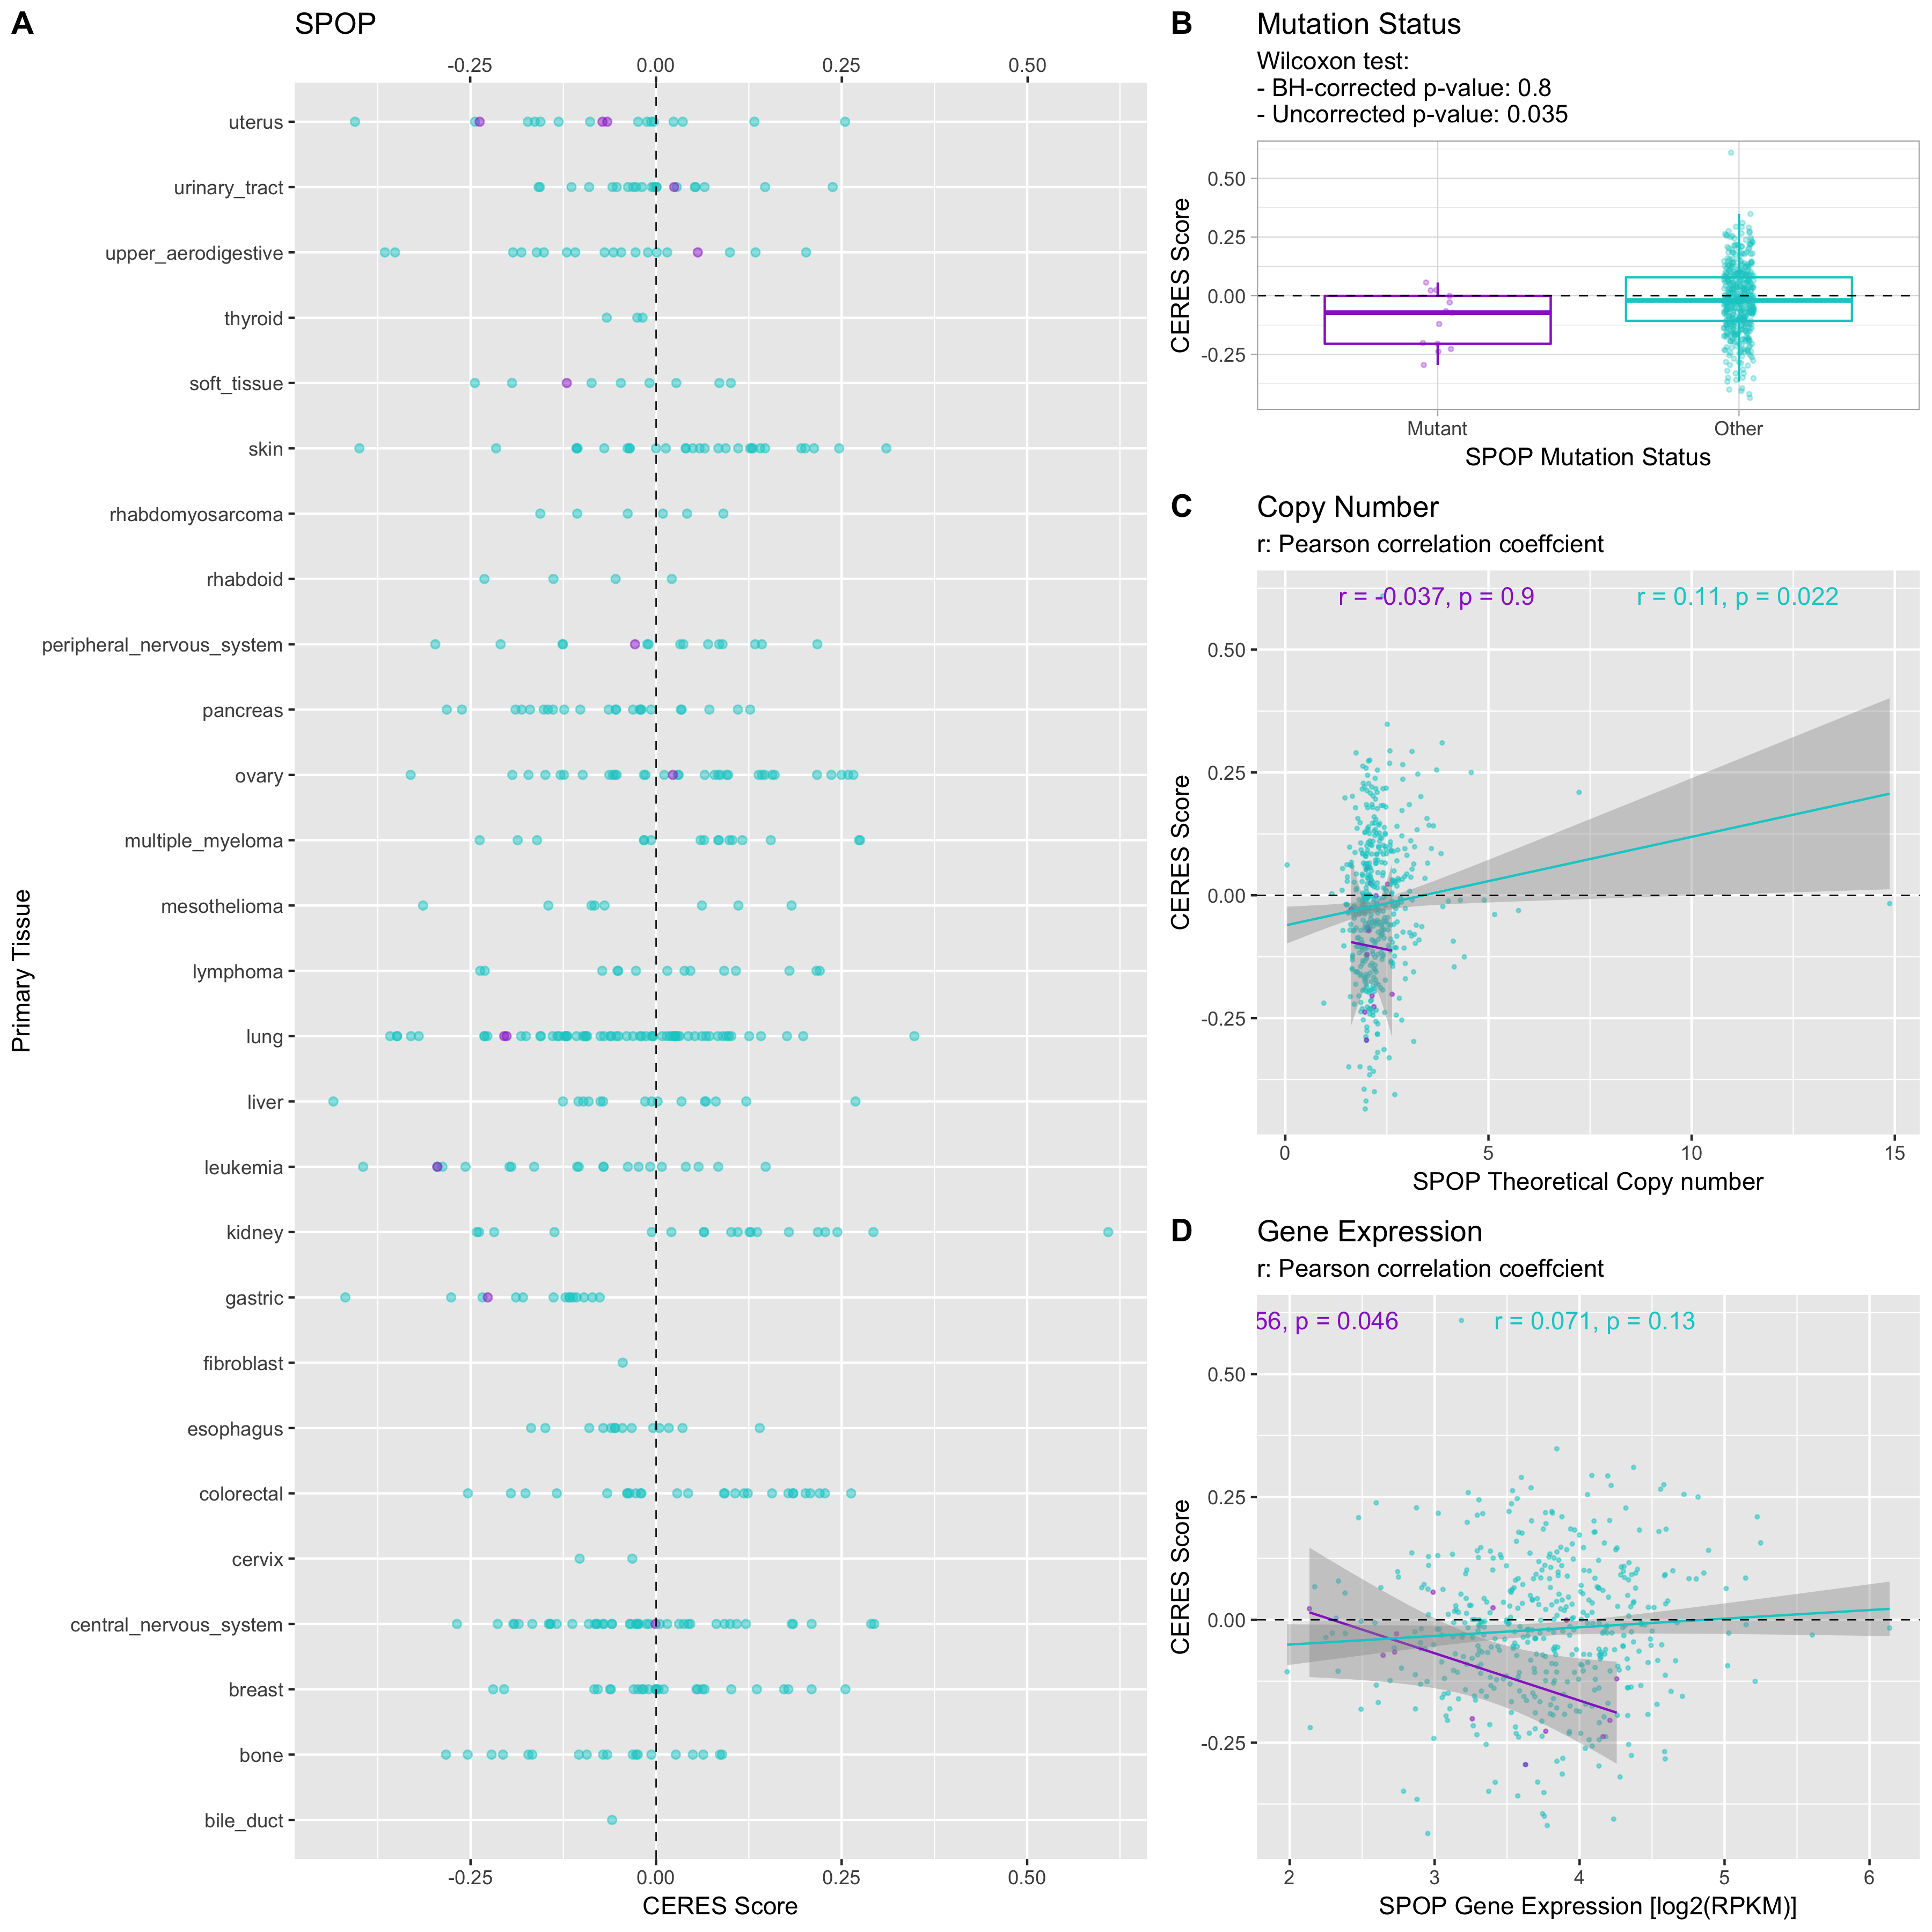 A
SPOP
-0.25 0.00 0.25 0.50
uterus
urinary_tract
upper_aerodigestive
thyroid
soft_tissue
skin
rhabdomyosarcoma
rhabdoid
peripheral_nervous_system
pancreas
ovary
multiple_myeloma
mesothelioma
lymphoma
lung
liver
leukemia
kidney
gastric
fibroblast
esophagus
colorectal
cervix
central_nervous_system
breast
bone
bile_duct
Primary Tissue
-0.25 0.00 0.25 0.50
CERES Score
B
Mutation Status
Wilcoxon test:
- BH-corrected p-value: 0.8
- Uncorrected p-value: 0.035
0.50
0.25
0.00
-0.25
CERES Score
Mutant Other
SPOP Mutation Status
C
Copy Number
r: Pearson correlation coeffcient
r = -0.037, p = 0.9 r = 0.11, p = 0.022
0.50
0.25
0.00
-0.25
CERES Score
0 5 10 15
SPOP Theoretical Copy number
D
Gene Expression
r: Pearson correlation coeffcient
56, p = 0.046 r = 0.071, p = 0.13
0.50
0.25
0.00
-0.25
CERES Score
2 3 4 5 6
SPOP Gene Expression [log2(RPKM)]